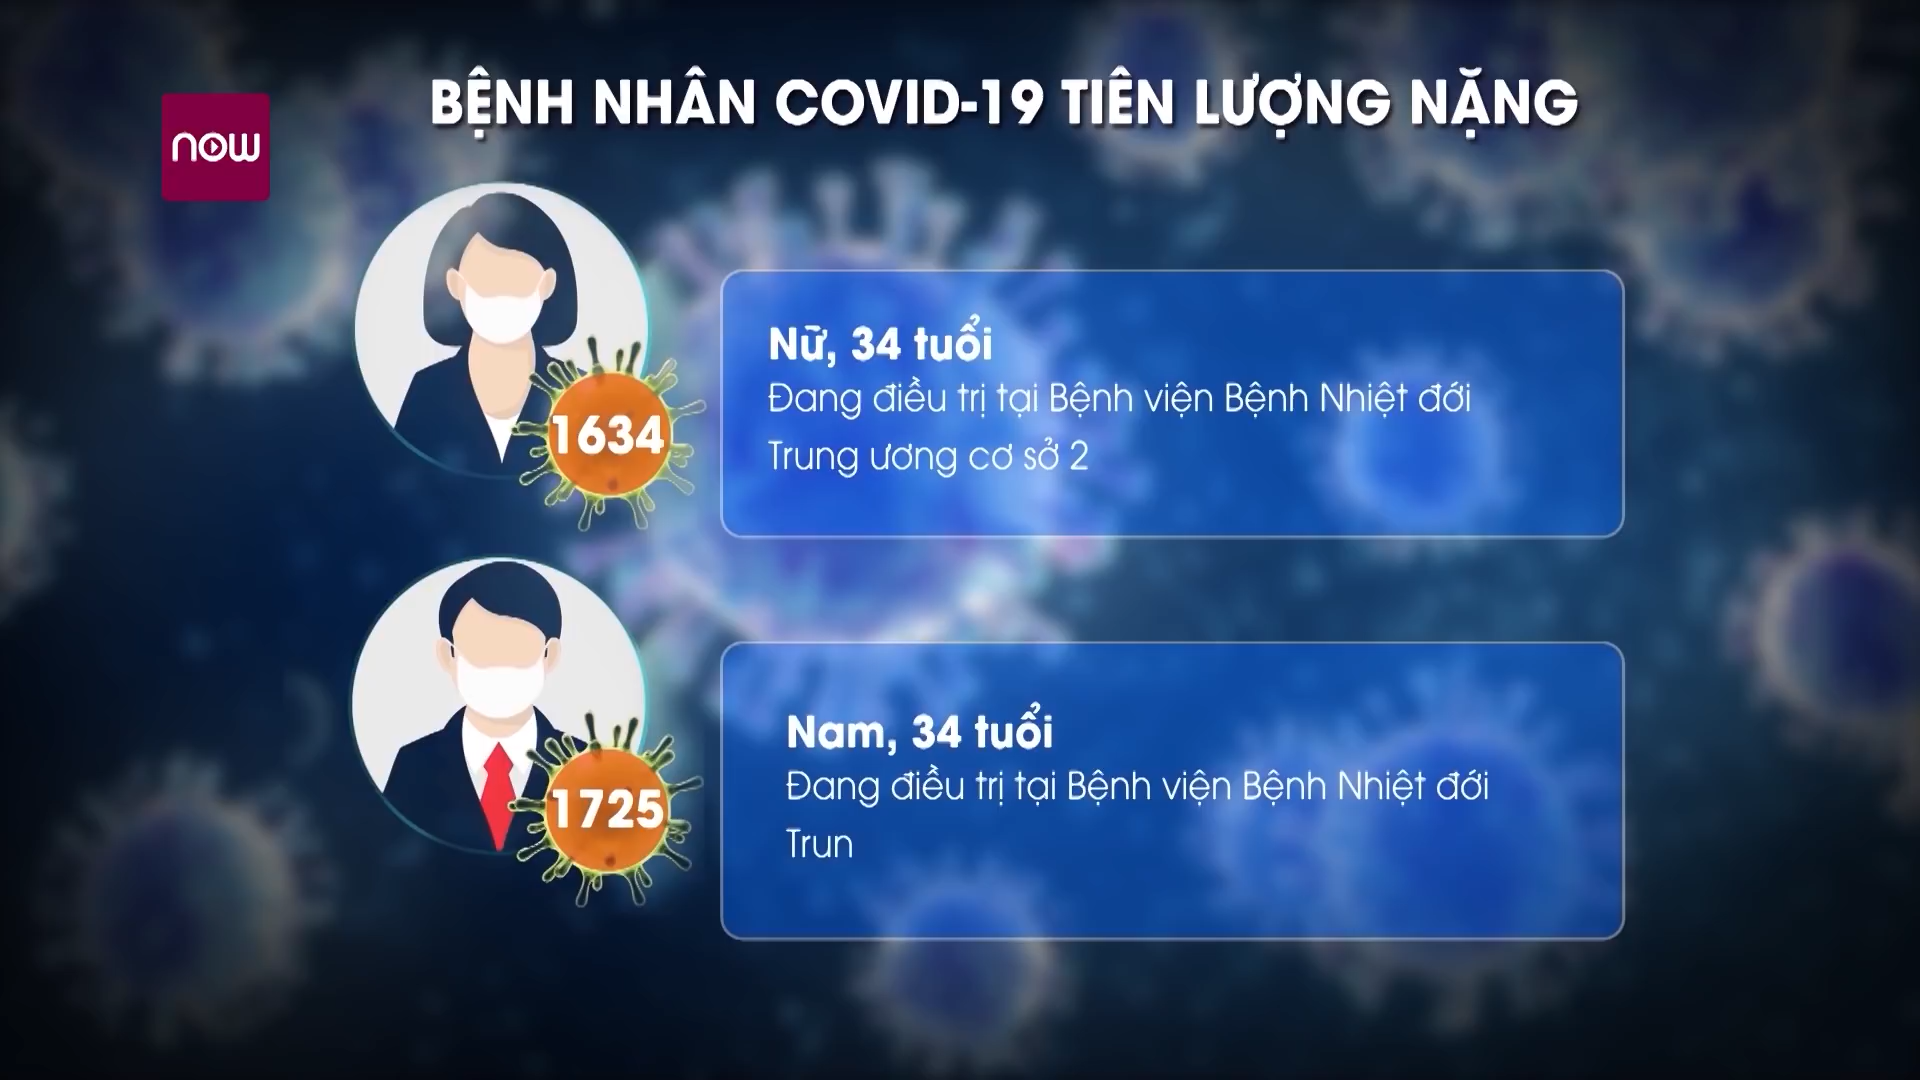 BỆNH NHÂN COVID-19 TIÊN LƯỢNG NẶNG
now
Nữ, 34 tuổi
Đang điều trị tại Bệnh viện Bệnh Nhiệt đới
Trung ương cơ sở 2
1634
Nam, 34 tuổi
Đang điều trị tại Bệnh viện Bệnh Nhiệt đới
Trun
1725